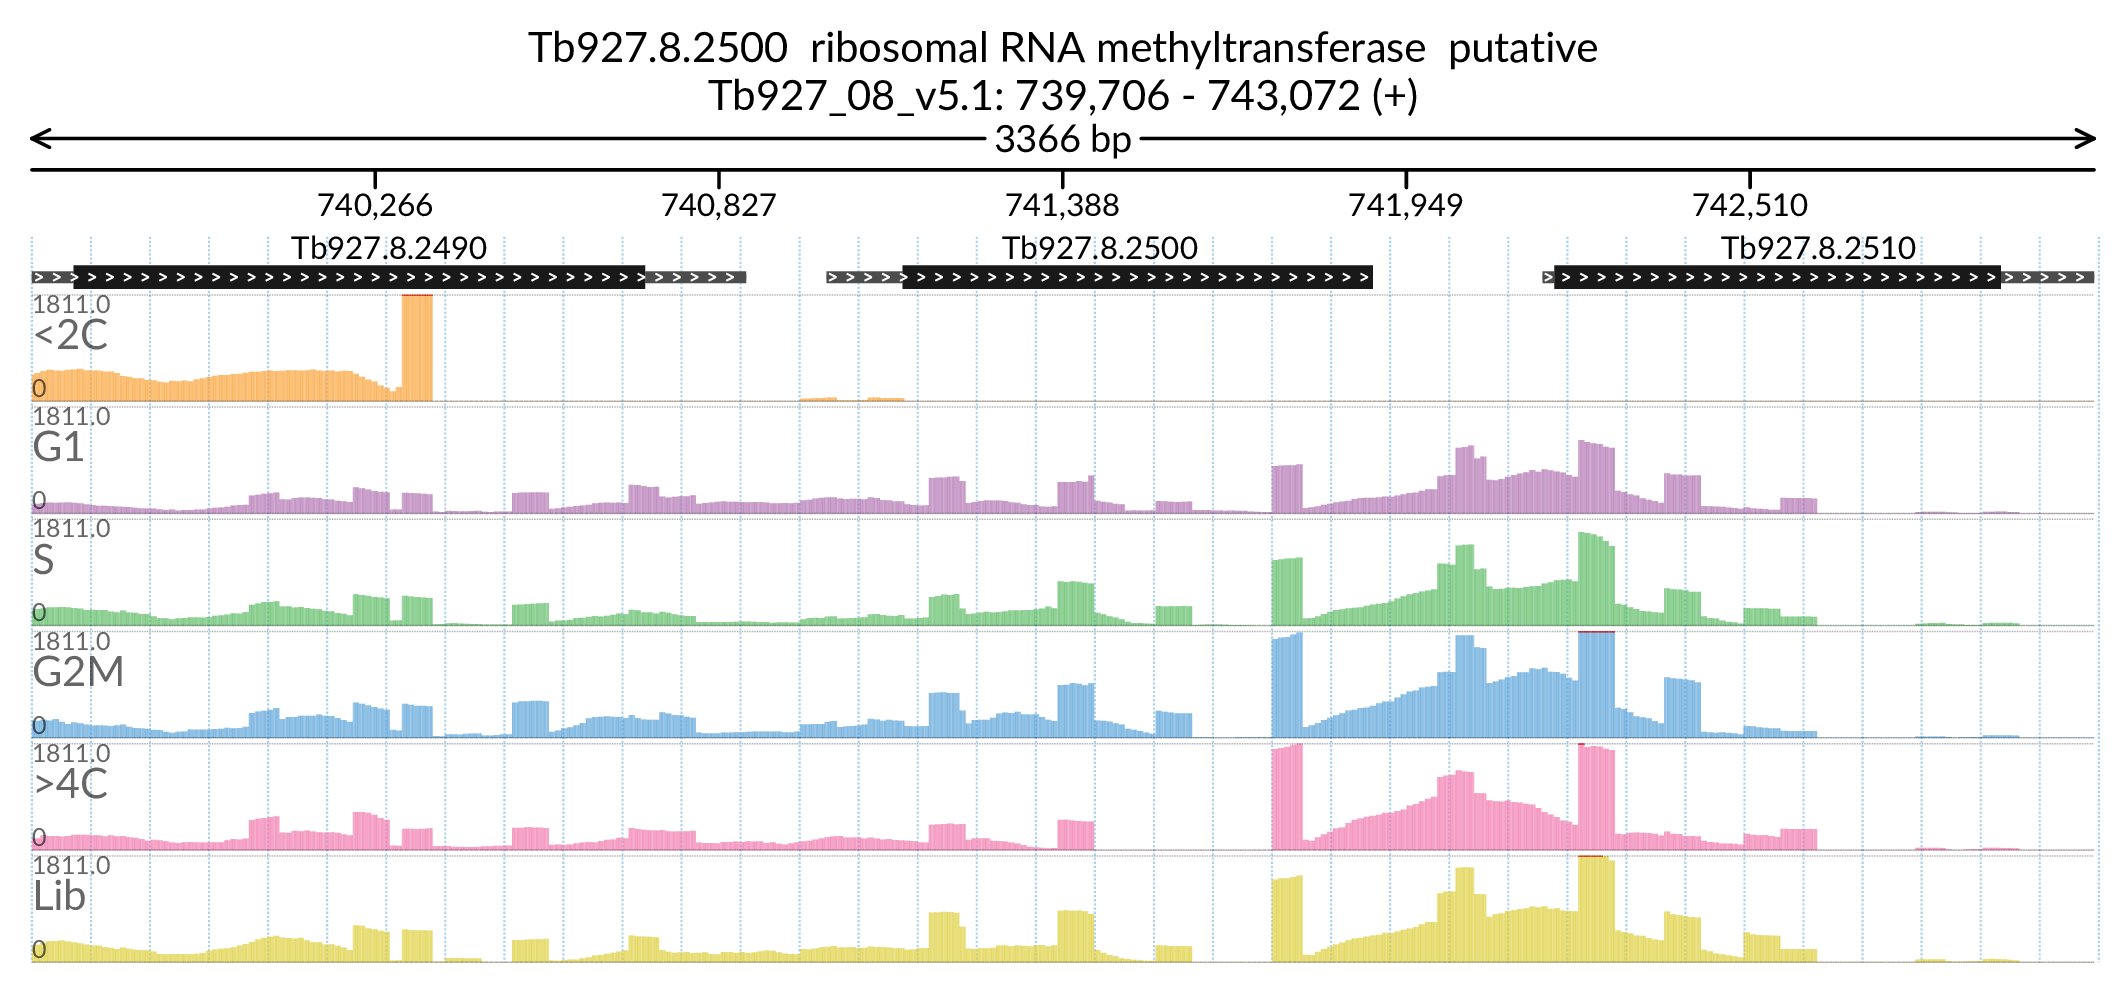 Tb927.8.2500  ribosomal RNA methyltransferase  putative
Tb927_08_v5.1: 739,706 - 743,072 (+)
3366 bp
740,266 740,827 741,388 741,949 742,510
Tb927.8.2490 Tb927.8.2500 Tb927.8.2510
1811.0
<2C
0
1811.0
G1
0
1811.0
S
0
1811.0
G2M
0
1811.0
>4C
0
1811.0
Lib
0